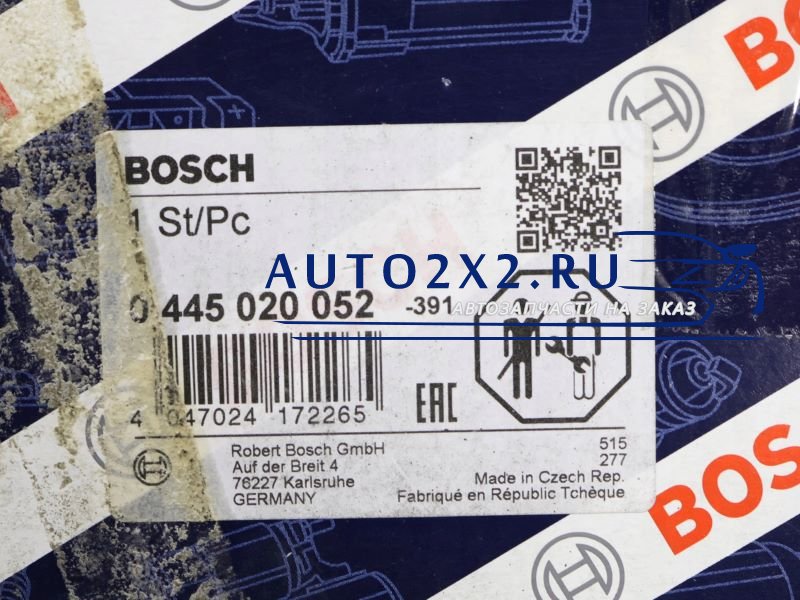 BOSCH
BOSCH
1 St/Pc
AUTO2X2.RU
АВТОЗАПЧАСТИ НА ЗАКАЗ
0 445 020 052 -391
4 047024 172265
EAC
Robert Bosch GmbH
Auf der Breit 4
76227 Karlsruhe
GERMANY
515
277
Made in Czech Rep.
Fabriqué en République Tchèque
BOS